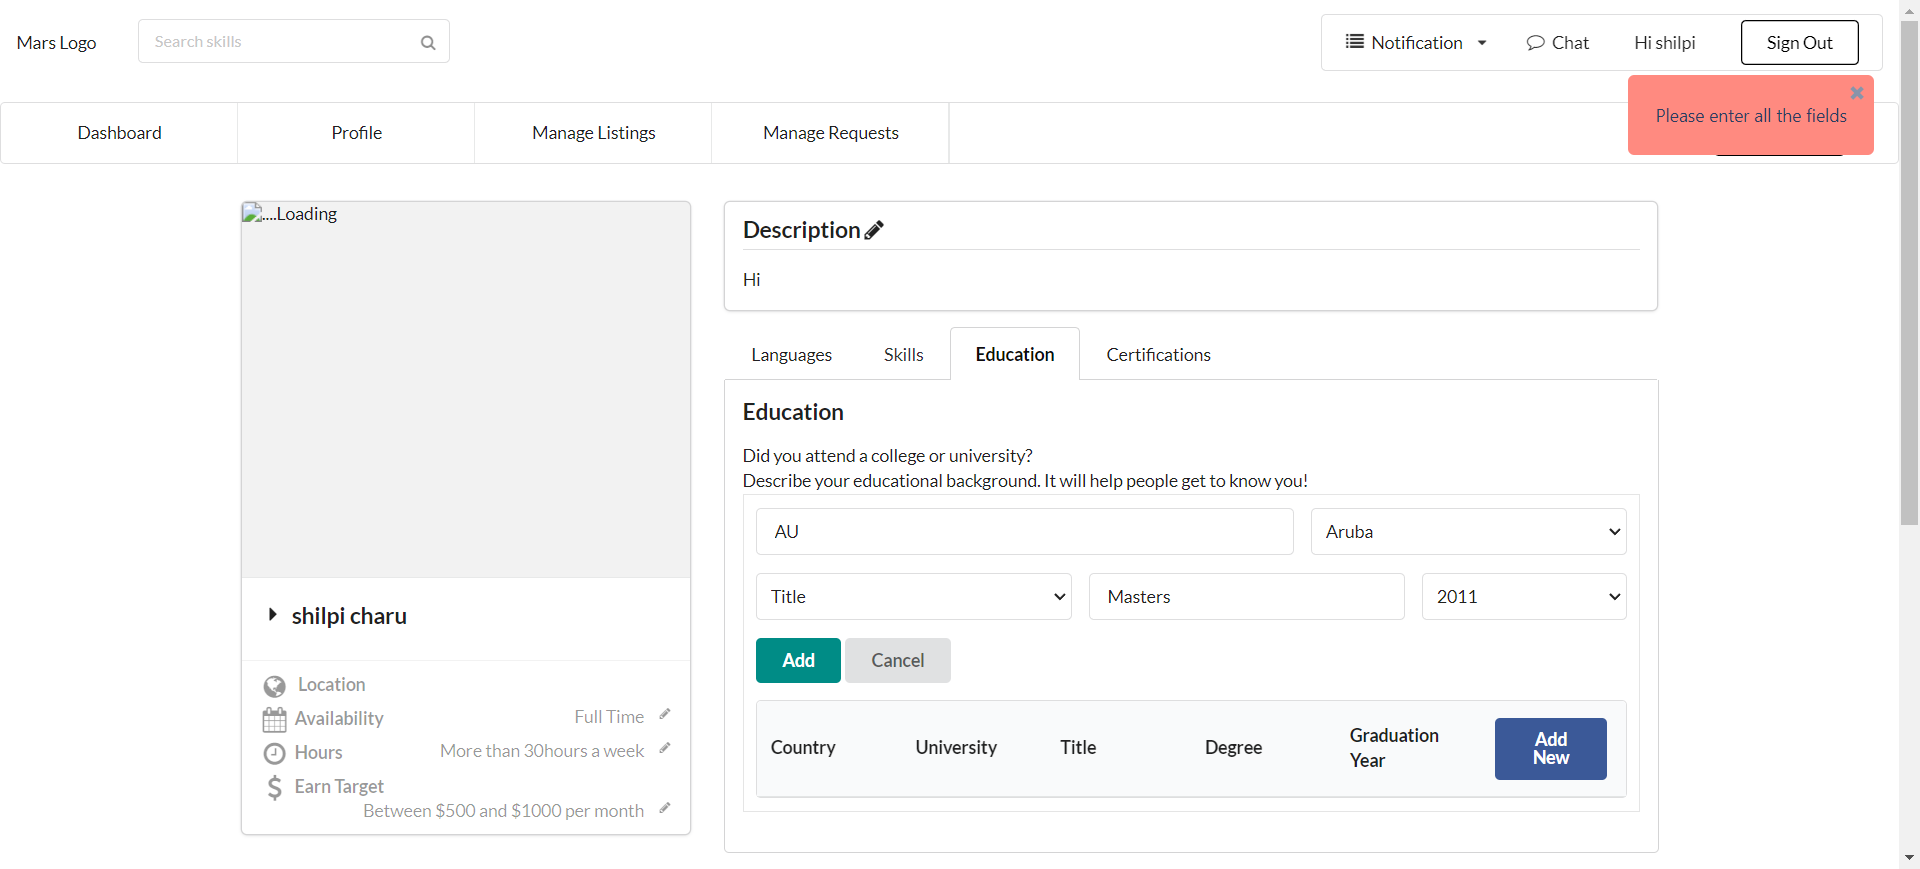 Mars Logo
Search skills
Notification
Chat
Hi shilpi
Sign Out
Please enter all the fields
Dashboard
Profile
Manage Listings
Manage Requests
....Loading
shilpi charu
Location
Availability
Full Time
Hours
More than 30hours a week
Earn Target
Between $500 and $1000 per month
Description
Hi
Languages
Skills
Education
Certifications
Education
Did you attend a college or university?
Describe your educational background. It will help people get to know you!
AU
Aruba
Title
Masters
2011
Add
Cancel
Country
University
Title
Degree
Graduation
Year
Add
New